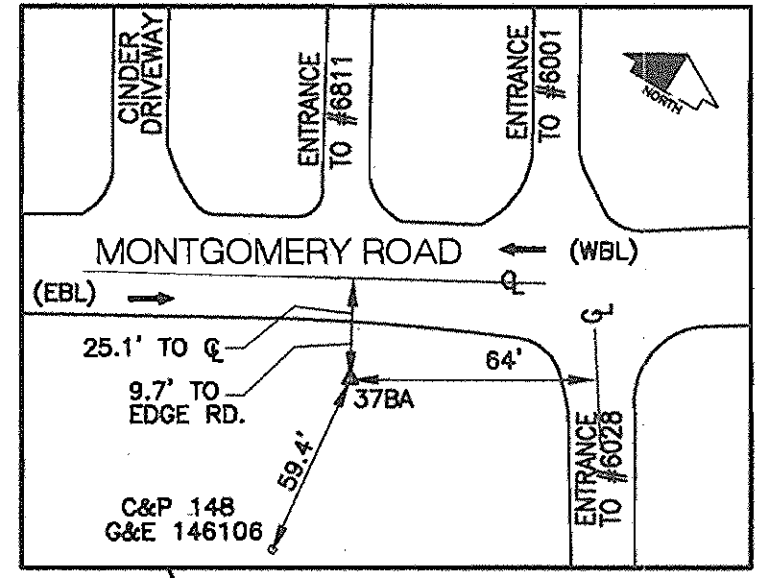 CINDER
DRIVEWAY
ENTRANCE
TO #6811
ENTRANCE
TO #6001
NORTH
MONTGOMERY ROAD
(WBL)
(EBL)
℄
℄
25.1' TO ℄
9.7' TO
EDGE RD.
64'
37BA
59.4'
ENTRANCE
TO #6028
C&P 148
G&E 146106